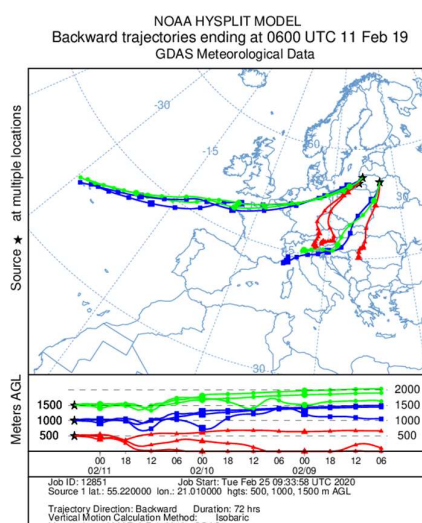 NOAA HYSPLIT MODEL
Backward trajectories ending at 0600 UTC 11 Feb 19
GDAS Meteorological Data
Source ★ at multiple locations
-30
-15
60
30
30
Meters AGL
1500
1000
500
2000
1500
1000
500
00 18 12 06 00 18 12 06 00 18 12 06
02/11 02/10 02/09
Job ID: 12851 Job Start: Tue Feb 25 09:33:58 UTC 2020
Source 1 lat.: 55.220000 lon.: 21.010000 hgts: 500, 1000, 1500 m AGL
Trajectory Direction: Backward Duration: 72 hrs
Vertical Motion Calculation Method: Isobaric